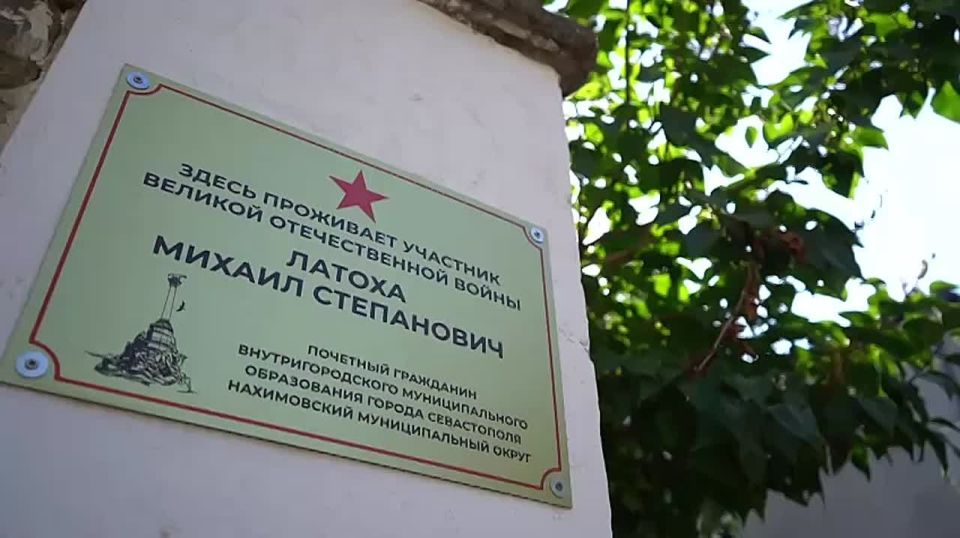 ЗДЕСЬ ПРОЖИВАЕТ УЧАСТНИК
ВЕЛИКОЙ ОТЕЧЕСТВЕННОЙ ВОЙНЫ
ЛАТОХА
МИХАИЛ СТЕПАНОВИЧ
ПОЧЕТНЫЙ ГРАЖДАНИН
ВНУТРИГОРОДСКОГО МУНИЦИПАЛЬНОГО
ОБРАЗОВАНИЯ ГОРОДА СЕВАСТОПОЛЯ
НАХИМОВСКИЙ МУНИЦИПАЛЬНЫЙ ОКРУГ